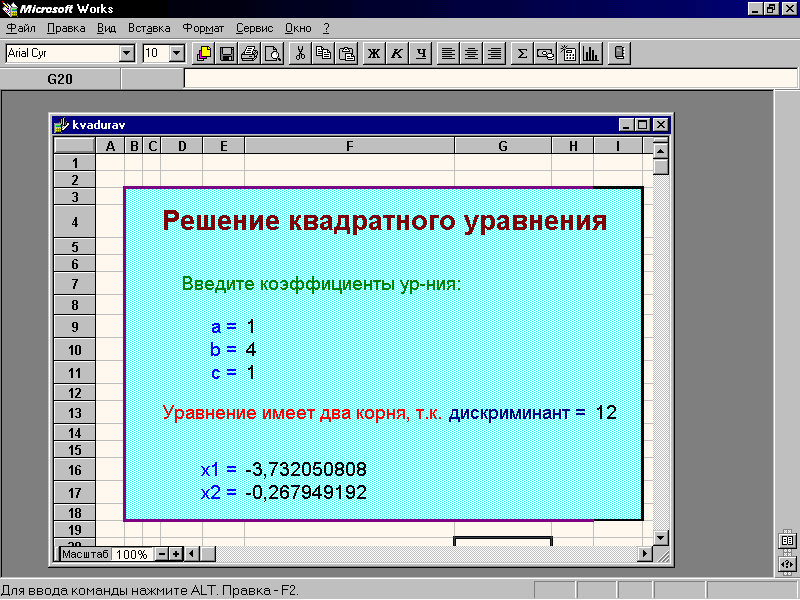 Microsoft Works
Файл Правка Вид Вставка Формат Сервис Окно ?
Arial Cyr 10 Ж К Ч Σ
G20
kvadurav
A B C D E F G H I
1
2
3
4 Решение квадратного уравнения
5
6
7 Введите коэффициенты ур-ния:
8
9 a = 1
10 b = 4
11 c = 1
12
13 Уравнение имеет два корня, т.к. дискриминант = 12
14
15
16 x1 = -3,732050808
17 x2 = -0,267949192
18
19
20
Масштаб 100%
Для ввода команды нажмите ALT. Правка - F2.